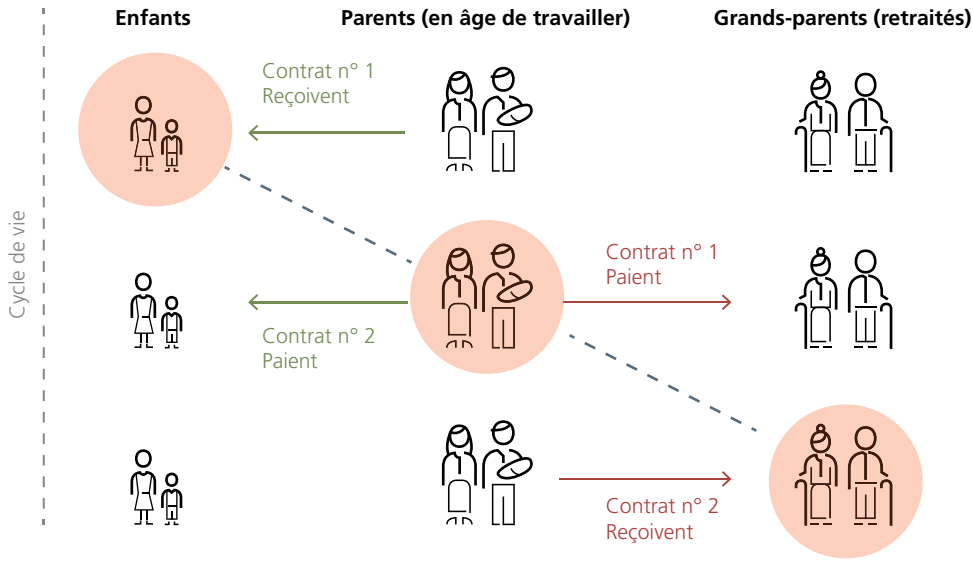 Enfants
Parents (en âge de travailler)
Grands-parents (retraités)
Contrat n° 1
Reçoivent
Cycle de vie
Contrat n° 1
Paient
Contrat n° 2
Paient
Contrat n° 2
Reçoivent